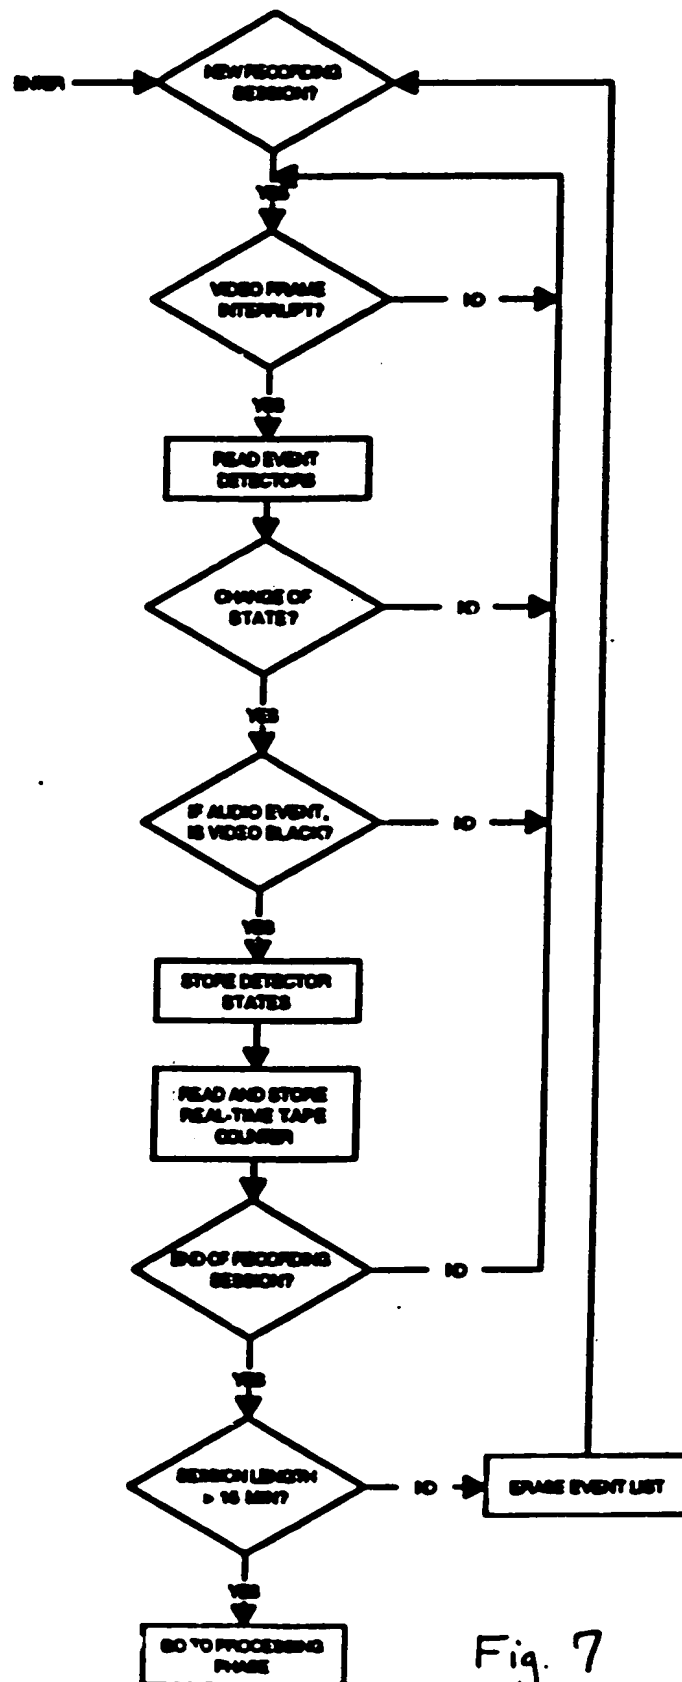 ENTER
NEW RECORDING
SESSION?
YES
VIDEO FRAME
INTERRUPT?
NO
YES
READ EVENT
DETECTORS
CHANGE OF
STATE?
NO
YES
IF AUDIO EVENT,
IS VIDEO BLACK?
NO
YES
STORE DETECTOR
STATES
READ AND STORE
REAL-TIME TAPE
COUNTER
END OF RECORDING
SESSION?
NO
YES
SESSION LENGTH
> MIN?
NO
ERASE EVENT LIST
YES
GO TO PROCESSING
PHASE
Fig. 7